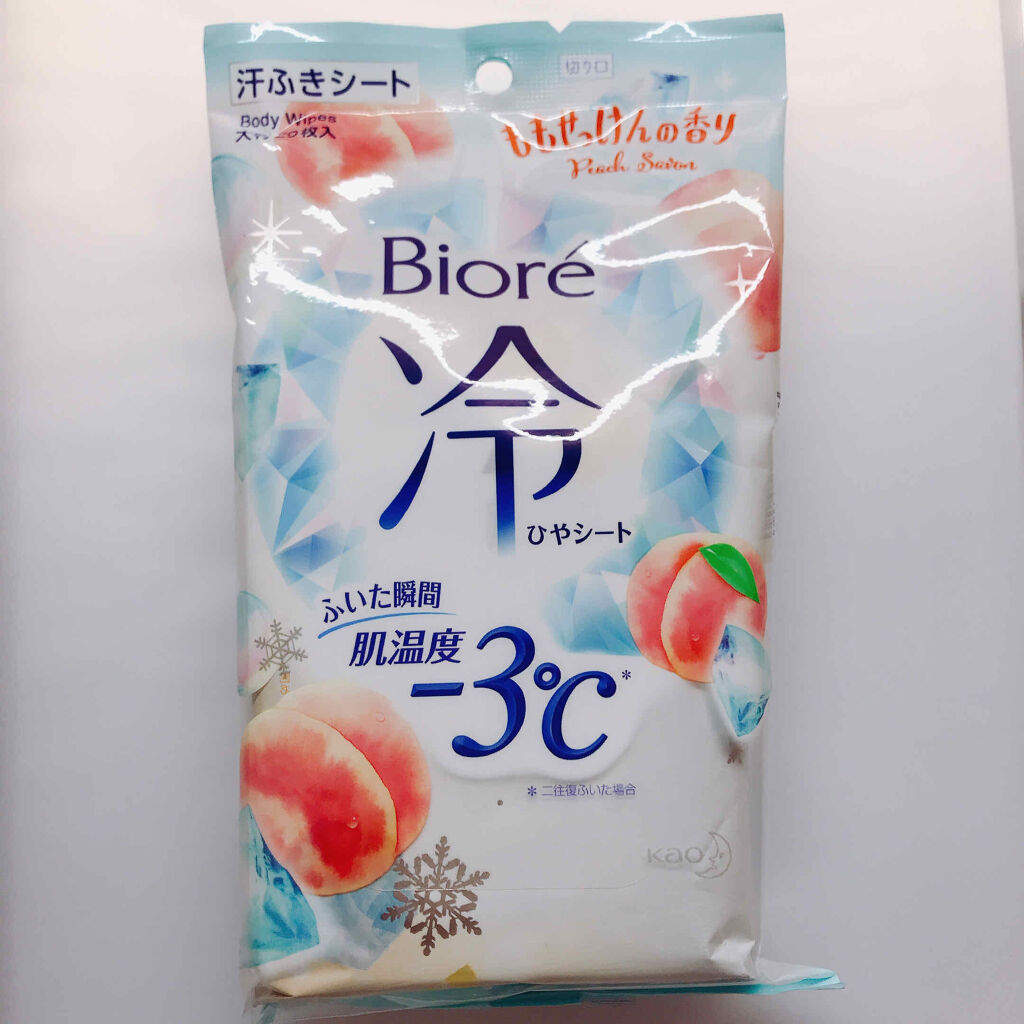 汗ふきシート
切り口
Body Wipes
ももせっけんの香り
Peach Savon
Bioré
冷
ひやシート
ふいた瞬間
肌温度
-3℃*
* 二往復ふいた場合
Kao